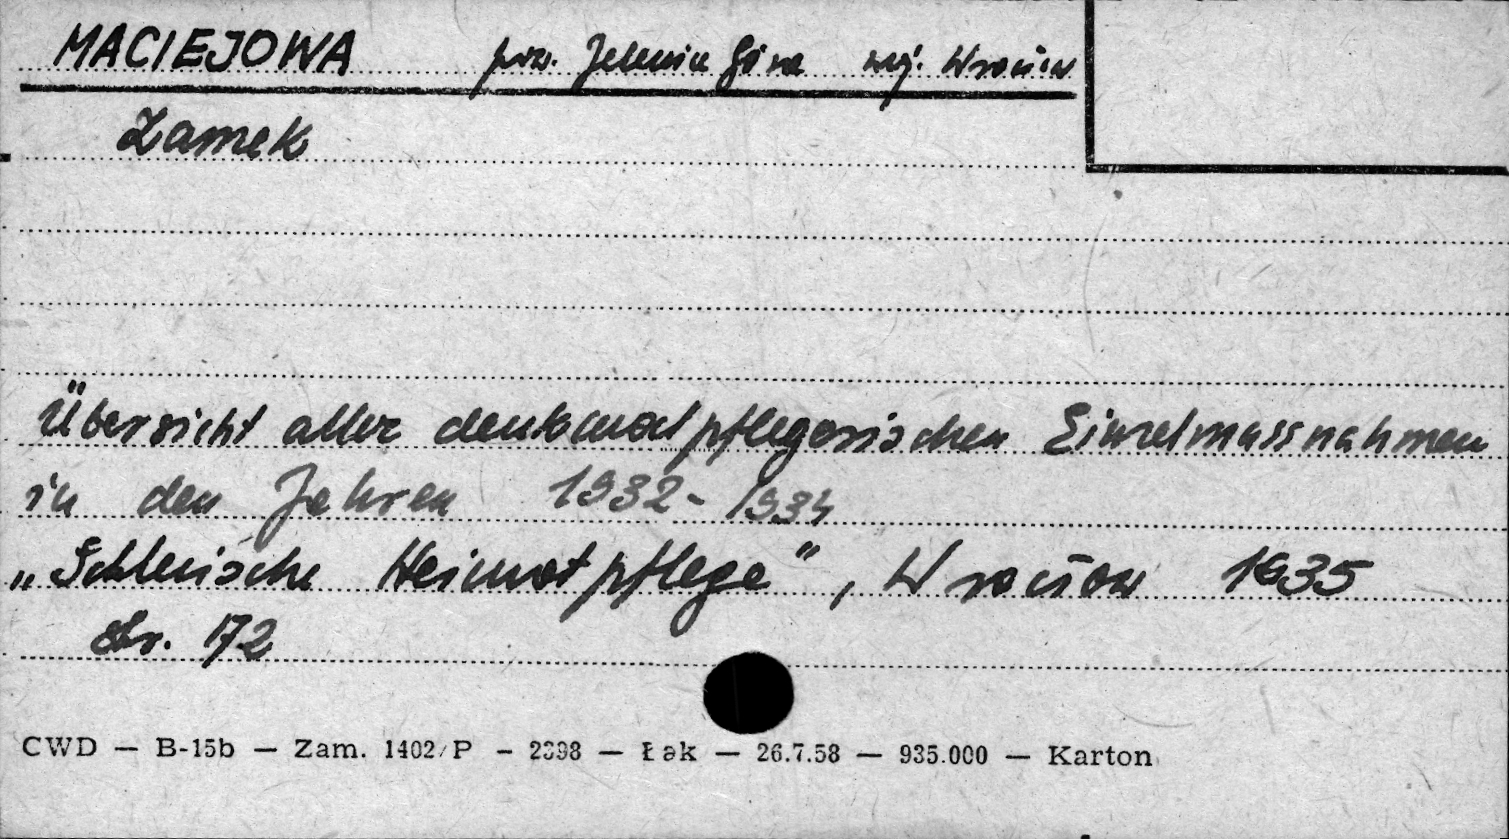 MACIEJOWA pow. Jelenia Góra woj. Wrocław
Zamek
Übersicht aller denkmalpflegerischen Einzelmassnahmen
in den Jahren 1932-1934
„Schlesische Heimatpflege", Wrocław 1935
str. 172
CWD — B-15b — Zam. 1402/P — 2398 — Łak — 26.7.58 — 935.000 — Karton